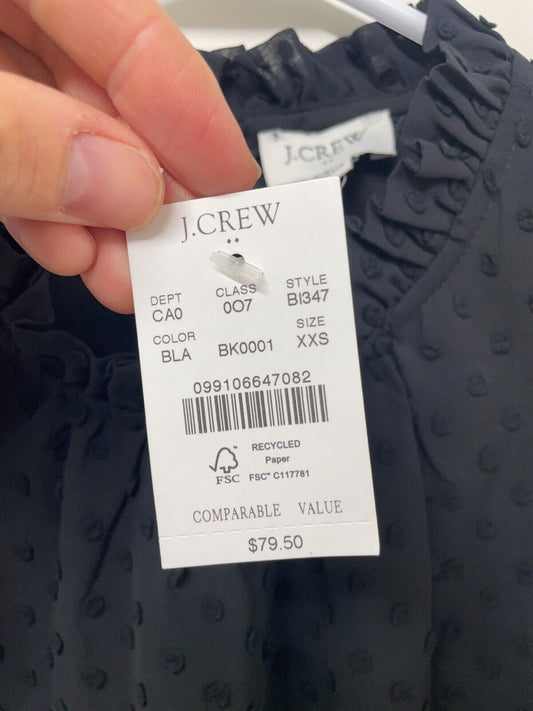 J.CREW
J.CREW
DEPT CLASS STYLE
CA0 007 BI347
COLOR SIZE
BLA BK0001 XXS
099106647082
RECYCLED
Paper
FSC
FSC™ C117781
COMPARABLE VALUE
$79.50